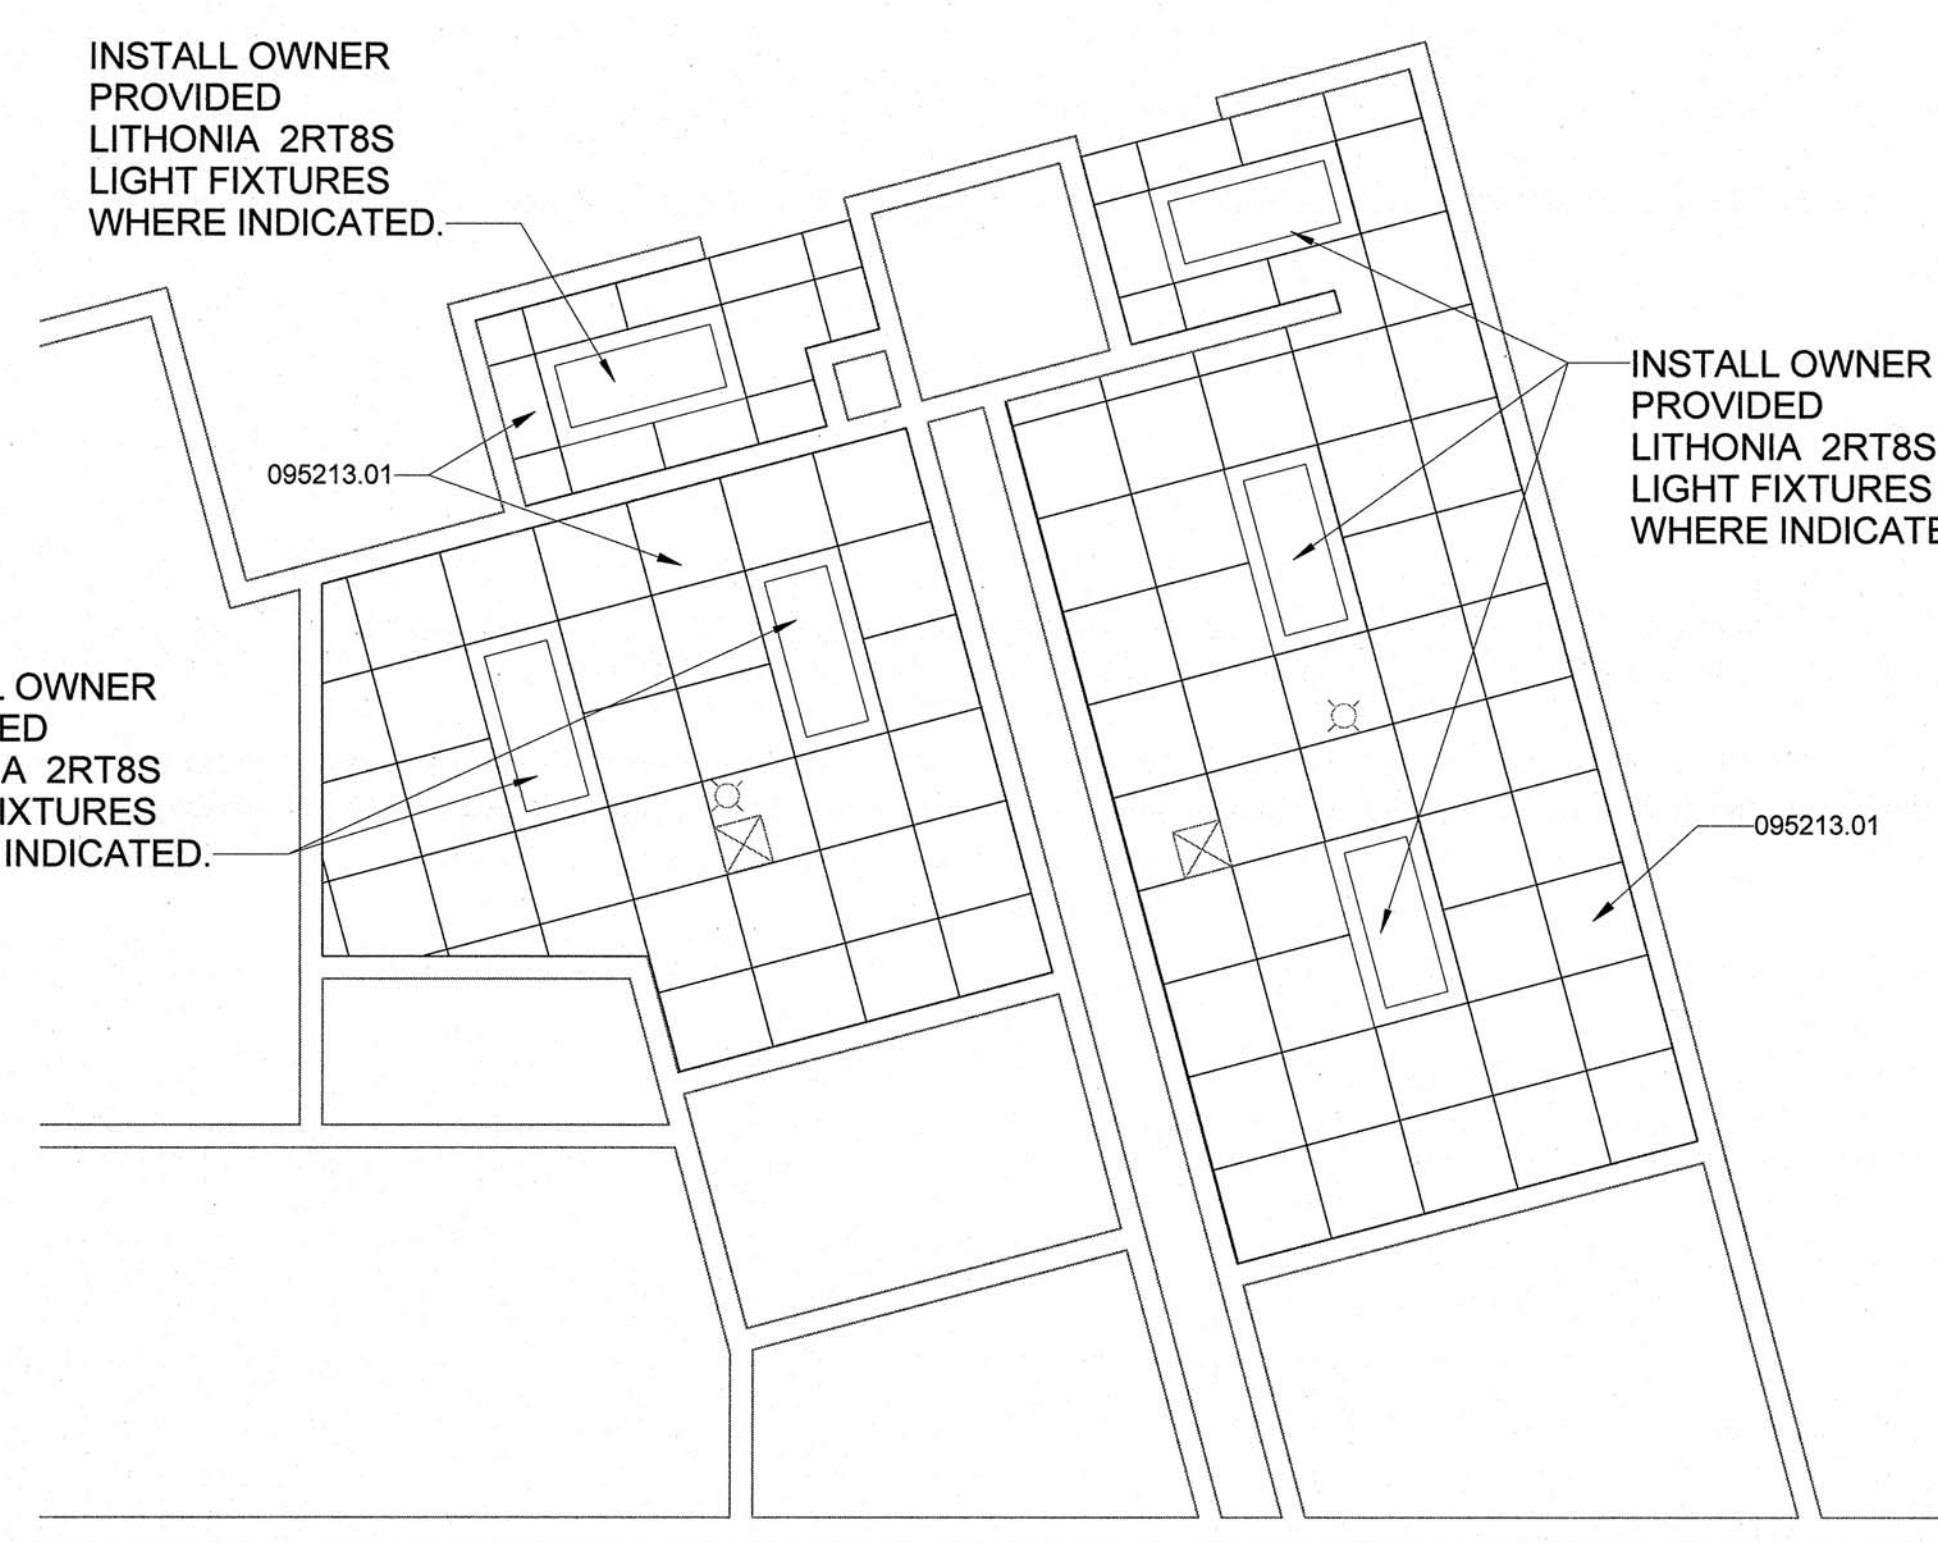 INSTALL OWNER
PROVIDED
LITHONIA 2RT8S
LIGHT FIXTURES
WHERE INDICATED.
095213.01
INSTALL OWNER
PROVIDED
LITHONIA 2RT8S
LIGHT FIXTURES
WHERE INDICATE
L OWNER
ED
A 2RT8S
IXTURES
INDICATED.
095213.01